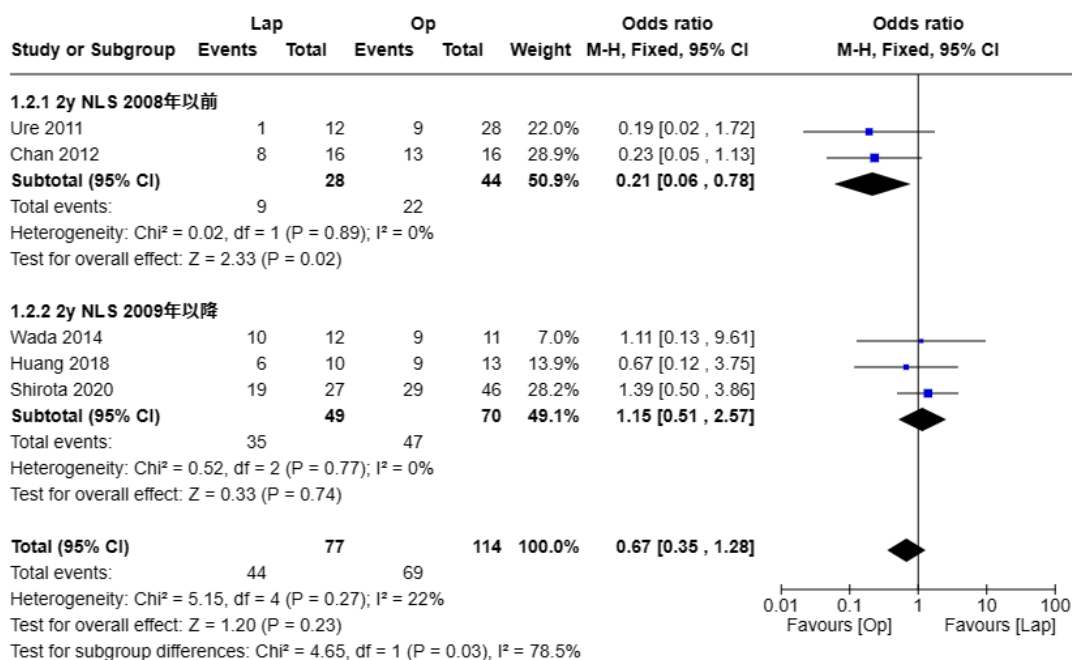 Lap Op Odds ratio Odds ratio
Study or Subgroup Events Total Events Total Weight M-H, Fixed, 95% CI M-H, Fixed, 95% CI
1.2.1 2y NLS 2008年以前
Ure 2011 1 12 9 28 22.0% 0.19 [0.02 , 1.72]
Chan 2012 8 16 13 16 28.9% 0.23 [0.05 , 1.13]
Subtotal (95% CI) 28 44 50.9% 0.21 [0.06 , 0.78]
Total events: 9 22
Heterogeneity: Chi² = 0.02, df = 1 (P = 0.89); I² = 0%
Test for overall effect: Z = 2.33 (P = 0.02)
1.2.2 2y NLS 2009年以降
Wada 2014 10 12 9 11 7.0% 1.11 [0.13 , 9.61]
Huang 2018 6 10 9 13 13.9% 0.67 [0.12 , 3.75]
Shirota 2020 19 27 29 46 28.2% 1.39 [0.50 , 3.86]
Subtotal (95% CI) 49 70 49.1% 1.15 [0.51 , 2.57]
Total events: 35 47
Heterogeneity: Chi² = 0.52, df = 2 (P = 0.77); I² = 0%
Test for overall effect: Z = 0.33 (P = 0.74)
Total (95% CI) 77 114 100.0% 0.67 [0.35 , 1.28]
Total events: 44 69
Heterogeneity: Chi² = 5.15, df = 4 (P = 0.27); I² = 22%
Test for overall effect: Z = 1.20 (P = 0.23)
Test for subgroup differences: Chi² = 4.65, df = 1 (P = 0.03), I² = 78.5%
0.01 0.1 1 10 100
Favours [Op] Favours [Lap]